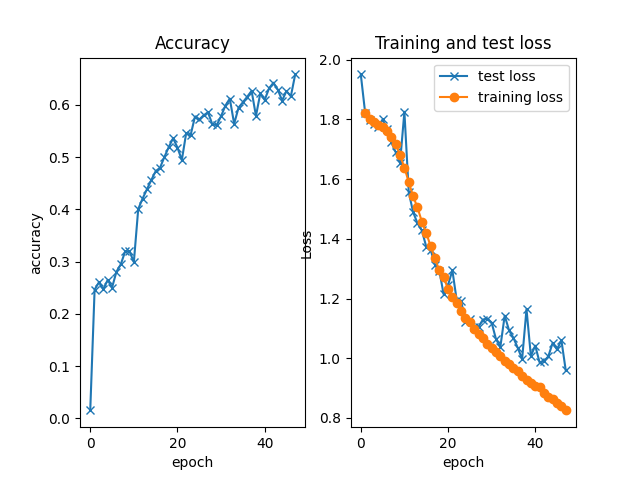 Accuracy
accuracy
0.6
0.5
0.4
0.3
0.2
0.1
0.0
0 20 40
epoch
Training and test loss
test loss
training loss
Loss
2.0
1.8
1.6
1.4
1.2
1.0
0.8
0 20 40
epoch